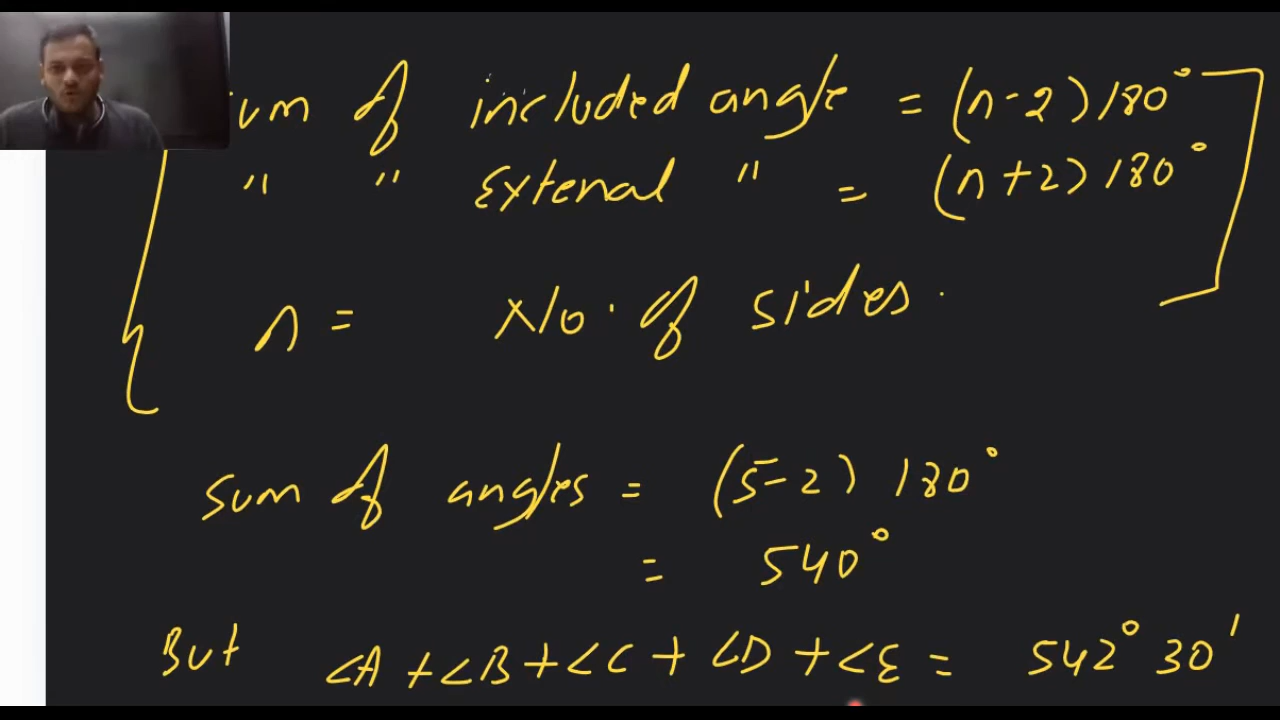 um of included angle = (n-2) 180°
" " Extenal " = (n+2) 180°
n = No. of sides.
sum of angles = (5-2) 180°
= 540°
But ∠A + ∠B + ∠C + ∠D + ∠E = 542° 30'